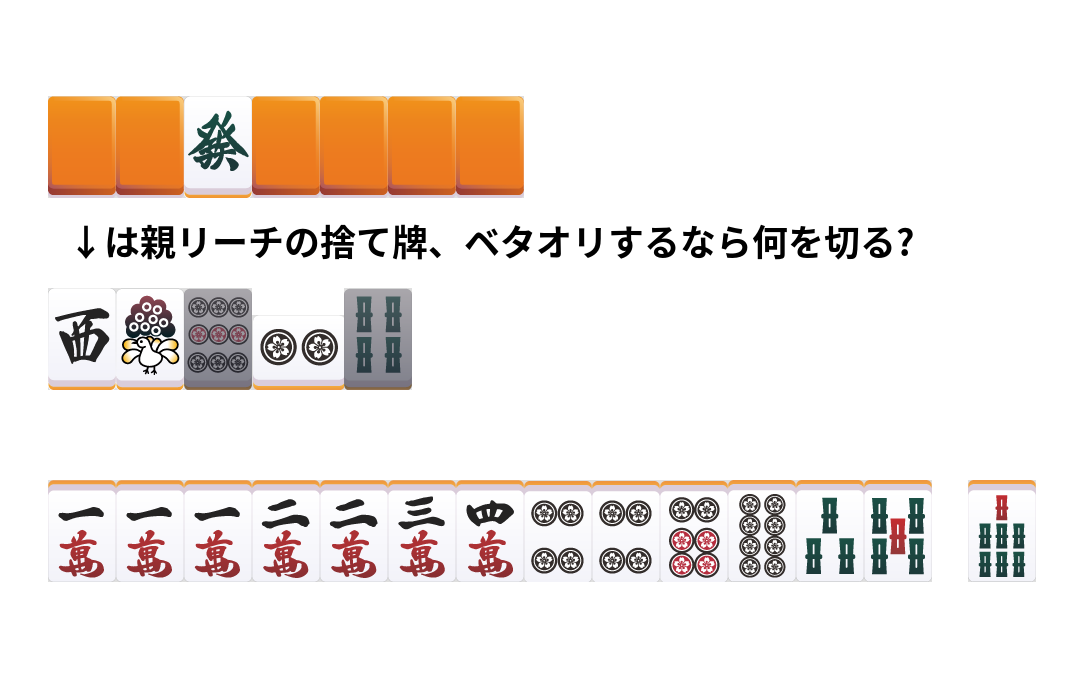 發
↓は親リーチの捨て牌、ベタオリするなら何を切る?
西
一萬 一萬 一萬 二萬 二萬 三萬 四萬